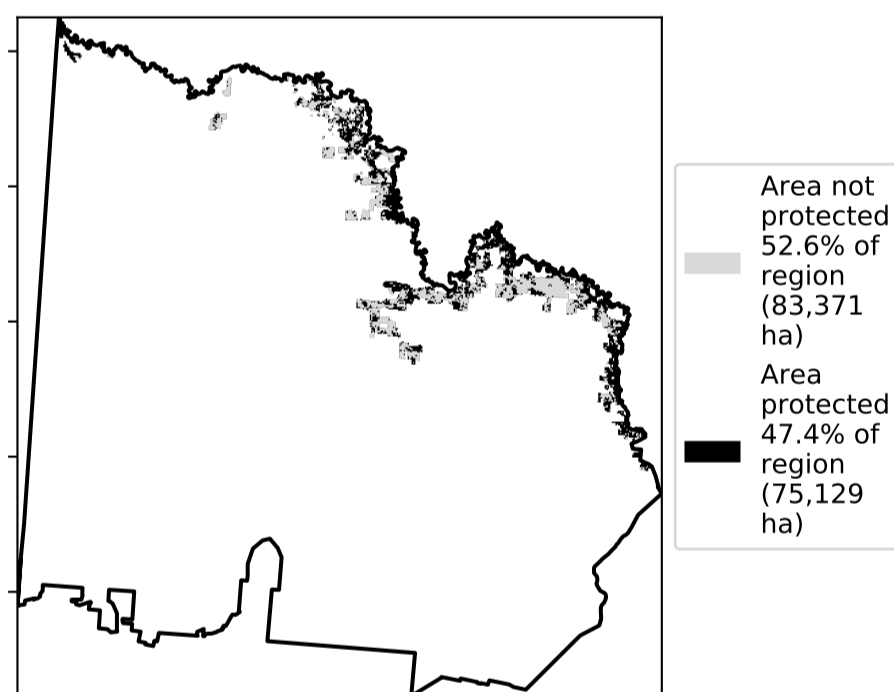 Area not
protected
52.6% of
region
(83,371
ha)
Area
protected
47.4% of
region
(75,129
ha)